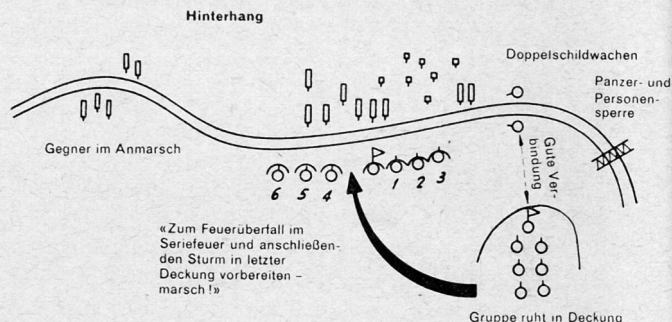 Hinterhang
Doppelschildwachen
Panzer- und
Personen-
sperre
Gegner im Anmarsch
Gute Ver-
bindung
6 5 4 1 2 3
«Zum Feuerüberfall im
Seriefeuer und anschließen-
den Sturm in letzter
Deckung vorbereiten –
marsch!»
Gruppe ruht in Deckung